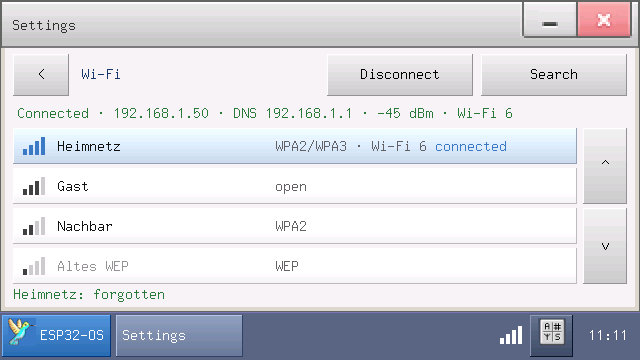 Settings
< Wi-Fi Disconnect Search
Connected · 192.168.1.50 · DNS 192.168.1.1 · -45 dBm · Wi-Fi 6
Heimnetz WPA2/WPA3 · Wi-Fi 6 connected
Gast open
Nachbar WPA2
Altes WEP WEP
Heimnetz: forgotten
ESP32-OS Settings A # T S 11:11